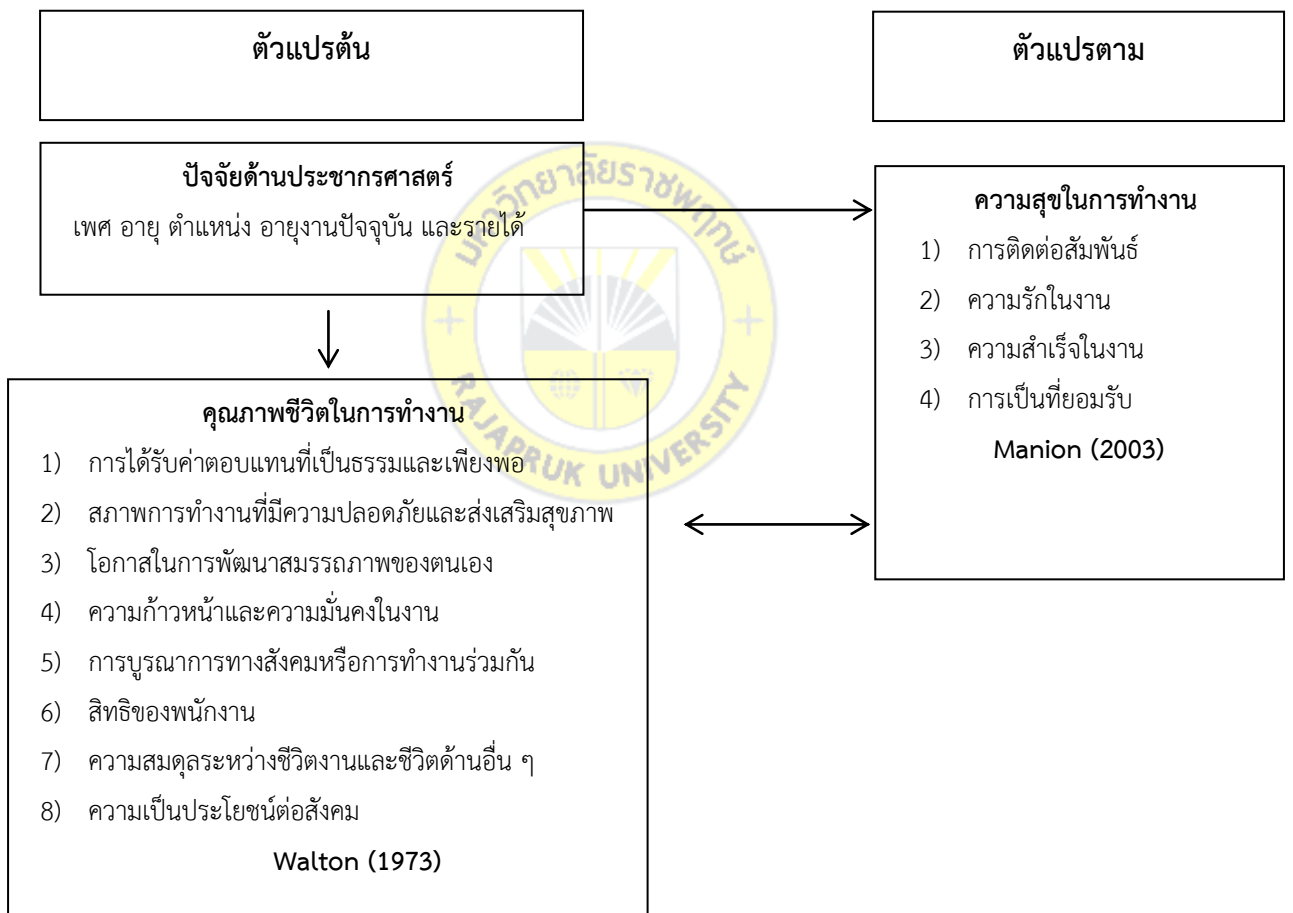 ตัวแปรต้น
ตัวแปรตาม
ปัจจัยด้านประชากรศาสตร์
เพศ อายุ ตำแหน่ง อายุงานปัจจุบัน และรายได้
ความสุขในการทำงาน
1) การติดต่อสัมพันธ์
2) ความรักในงาน
3) ความสำเร็จในงาน
4) การเป็นที่ยอมรับ
Manion (2003)
คุณภาพชีวิตในการทำงาน
1) การได้รับค่าตอบแทนที่เป็นธรรมและเพียงพอ
2) สภาพการทำงานที่มีความปลอดภัยและส่งเสริมสุขภาพ
3) โอกาสในการพัฒนาสมรรถภาพของตนเอง
4) ความก้าวหน้าและความมั่นคงในงาน
5) การบูรณาการทางสังคมหรือการทำงานร่วมกัน
6) สิทธิของพนักงาน
7) ความสมดุลระหว่างชีวิตงานและชีวิตด้านอื่น ๆ
8) ความเป็นประโยชน์ต่อสังคม
Walton (1973)
มหาวิทยาลัยราชพฤกษ์
RAJAPRUK UNIVERSITY